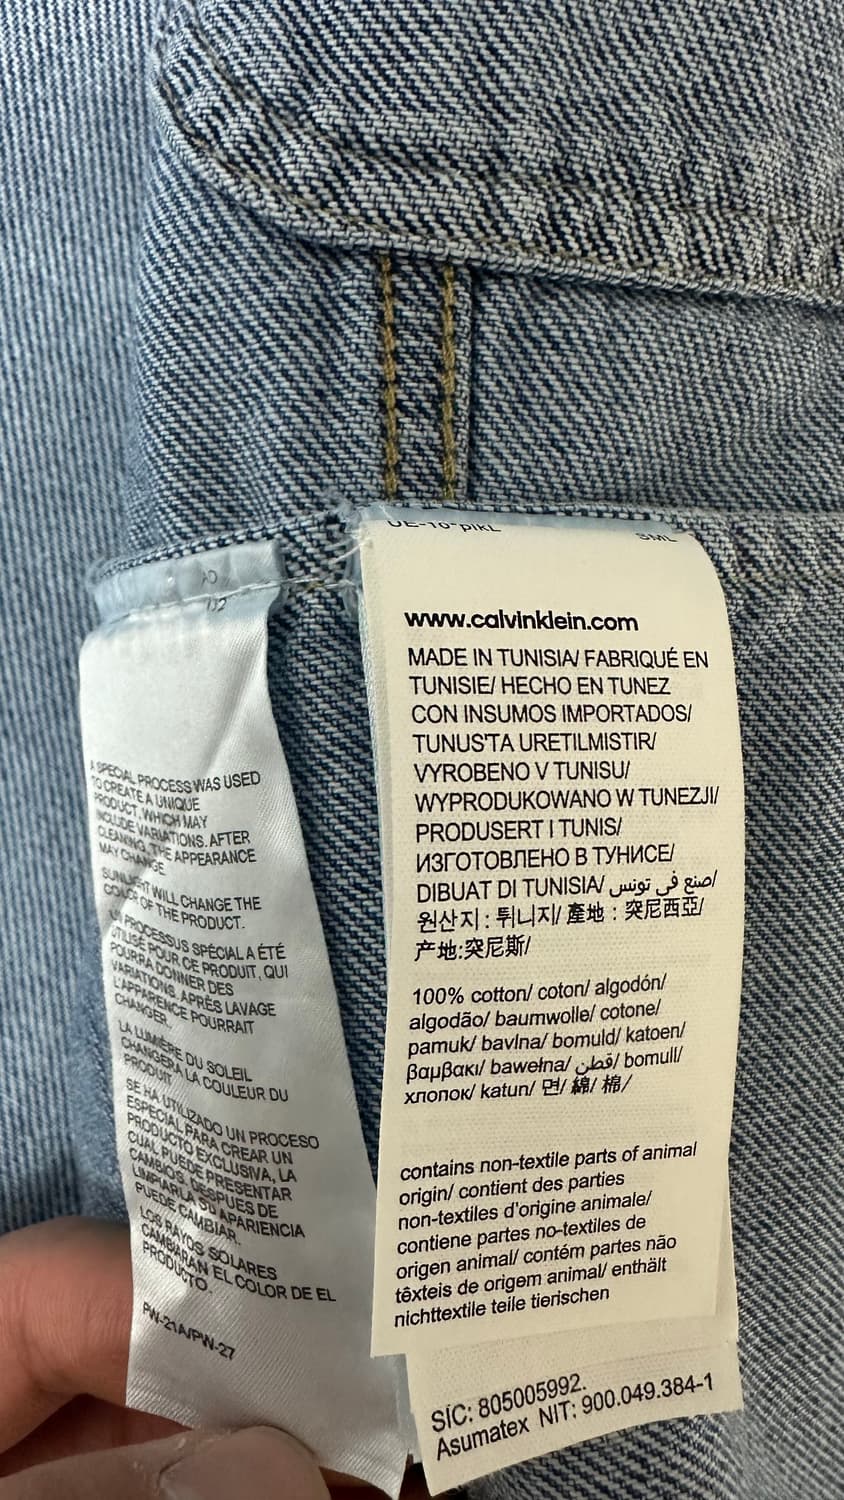 A SPECIAL PROCESS WAS USED
TO CREATE A UNIQUE
PRODUCT, WHICH MAY
INCLUDE VARIATIONS. AFTER
CLEANING, THE APPEARANCE
MAY CHANGE
SUNLIGHT WILL CHANGE THE
COLOR OF THE PRODUCT.
UN PROCESSUS SPÉCIAL A ÉTÉ
UTILISÉ POUR CE PRODUIT, QUI
POURRA DONNER DES
VARIATIONS. APRÈS LAVAGE
L'APPARENCE POURRAIT
CHANGER.
LA LUMIÈRE DU SOLEIL
CHANGERA LA COULEUR DU
PRODUIT
SE HA UTILIZADO UN PROCESO
ESPECIAL PARA CREAR UN
PRODUCTO EXCLUSIVA, LA
CUAL PUEDE PRESENTAR
CAMBIOS. DESPUES DE
LIMPIARLA SU APARIENCIA
PUEDE CAMBIAR.
LOS RAYOS SOLARES
CAMBIARAN EL COLOR DE EL
PRODUCTO.
PW-21A/PW-27
www.calvinklein.com
MADE IN TUNISIA/ FABRIQUÉ EN
TUNISIE/ HECHO EN TUNEZ
CON INSUMOS IMPORTADOS/
TUNUS'TA URETILMISTIR/
VYROBENO V TUNISU/
WYPRODUKOWANO W TUNEZJI/
PRODUSERT I TUNIS/
ИЗГОТОВЛЕНО В ТУНИСЕ/
DIBUAT DI TUNISIA/ صنع في تونس/
원산지 : 튀니지/ 產地 : 突尼西亞/
产地:突尼斯/
100% cotton/ coton/ algodón/
algodão/ baumwolle/ cotone/
pamuk/ bavlna/ bomuld/ katoen/
βαμβακι/ bawełna/ قطن/ bomull/
хлопок/ katun/ 면/ 綿/ 棉/
contains non-textile parts of animal
origin/ contient des parties
non-textiles d'origine animale/
contiene partes no-textiles de
origen animal/ contém partes não
têxteis de origem animal/ enthält
nichttextile teile tierischen
SIC: 805005992.
Asumatex NIT: 900.049.384-1